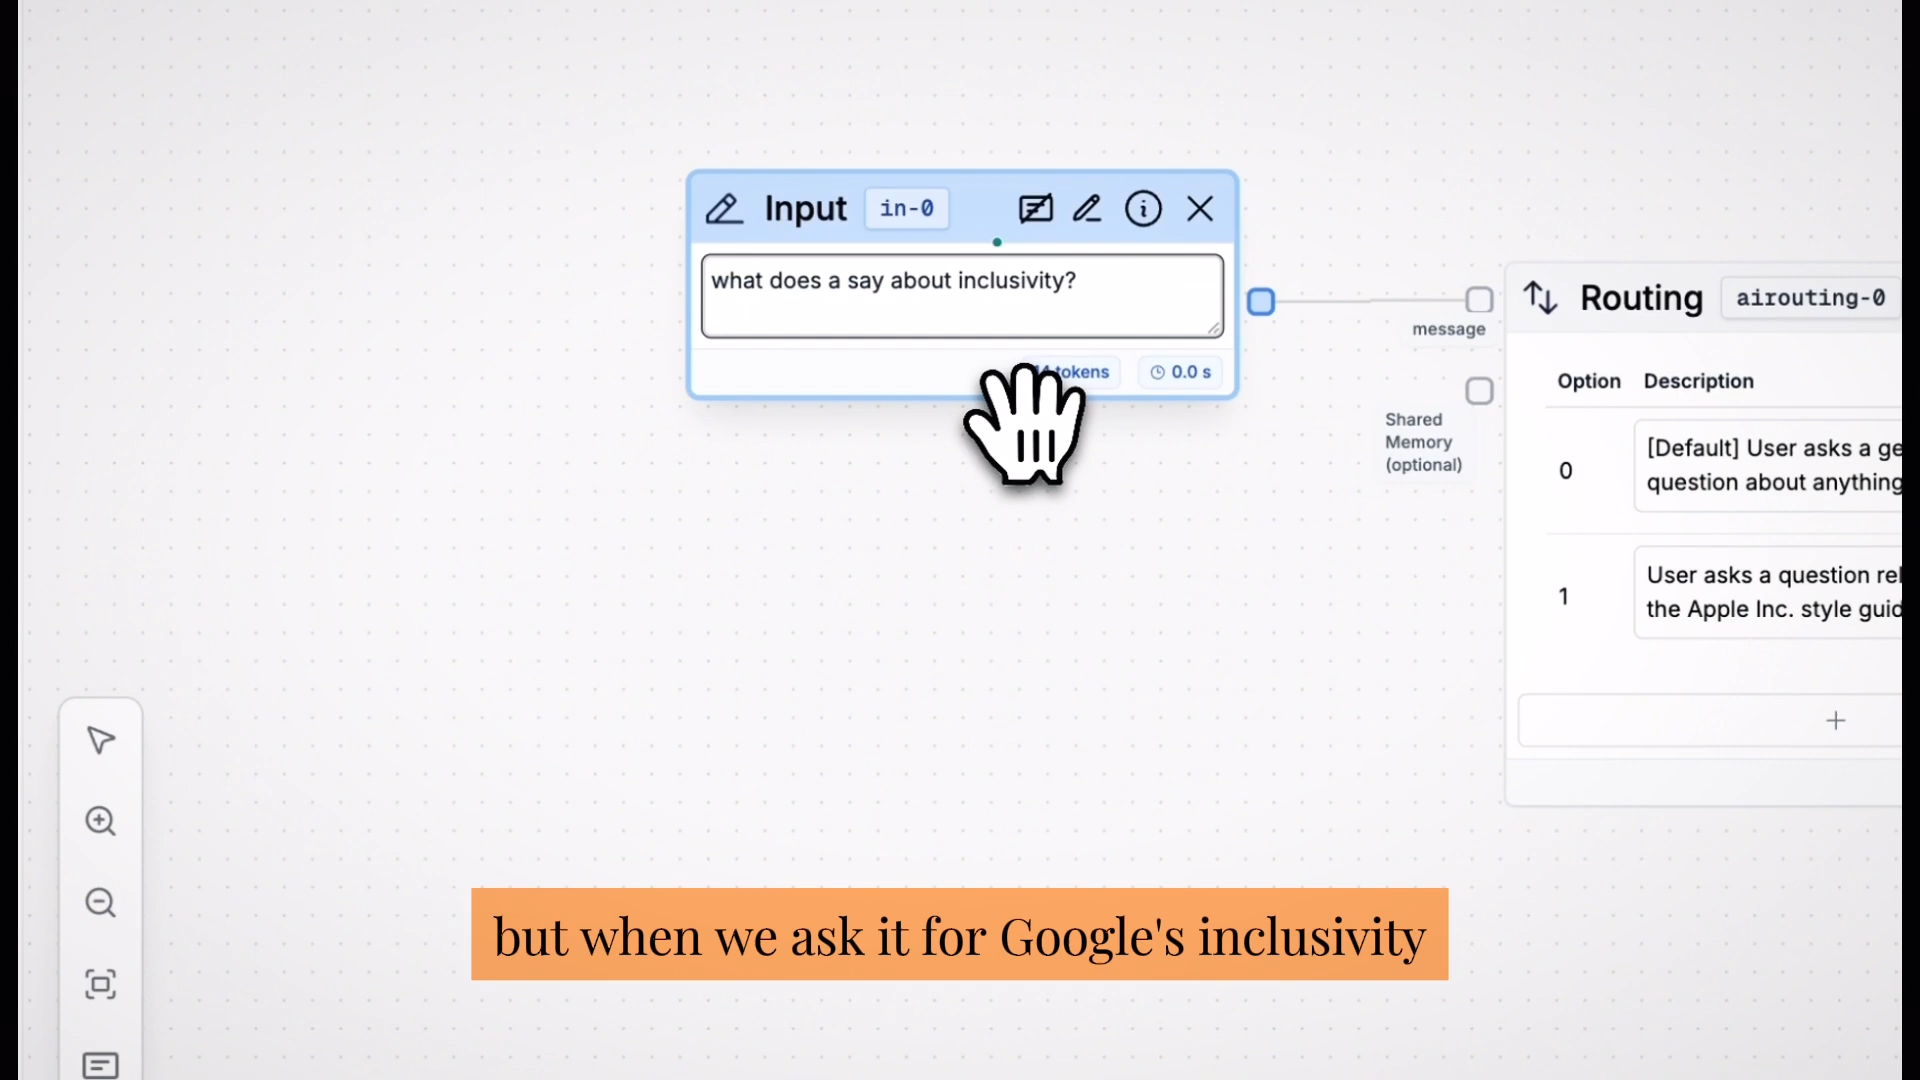 Input in-0
what does a say about inclusivity?
tokens 0.0 s
message
Shared
Memory
(optional)
Routing airouting-0
Option Description
0
[Default] User asks a ge
question about anything
1
User asks a question rel
the Apple Inc. style guid
but when we ask it for Google's inclusivity